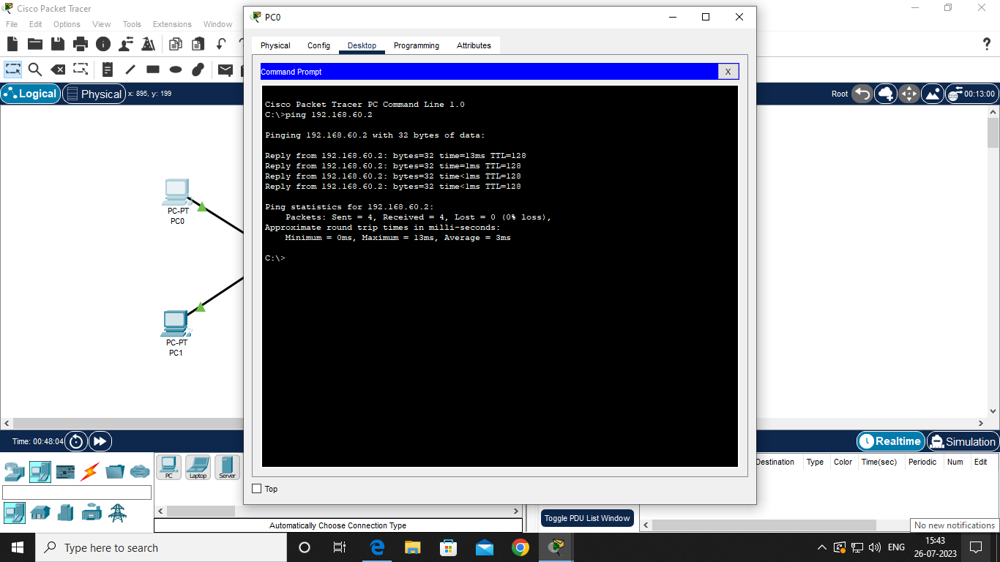 Cisco Packet Tracer
File Edit Options View Tools Extensions Window
Logical
Physical
x: 895, y: 199
Root
00:13:00
PC-PT
PC0
PC-PT
PC1
PC0
Physical Config Desktop Programming Attributes
Command Prompt
X
Cisco Packet Tracer PC Command Line 1.0
C:\>ping 192.168.60.2
Pinging 192.168.60.2 with 32 bytes of data:
Reply from 192.168.60.2: bytes=32 time=13ms TTL=128
Reply from 192.168.60.2: bytes=32 time=1ms TTL=128
Reply from 192.168.60.2: bytes=32 time<1ms TTL=128
Reply from 192.168.60.2: bytes=32 time<1ms TTL=128
Ping statistics for 192.168.60.2:
Packets: Sent = 4, Received = 4, Lost = 0 (0% loss),
Approximate round trip times in milli-seconds:
Minimum = 0ms, Maximum = 13ms, Average = 3ms
C:\>
Top
Time: 00:48:04
Realtime
Simulation
PC Laptop Server
Automatically Choose Connection Type
Toggle PDU List Window
Destination Type Color Time(sec) Periodic Num Edit
No new notifications
Type here to search
ENG
15:43
26-07-2023